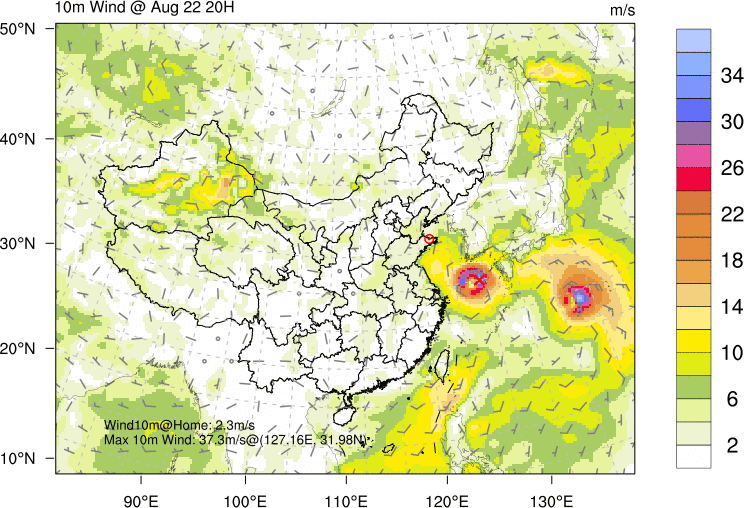 10m Wind @ Aug 22 20H
m/s
50°N
40°N
30°N
20°N
10°N
34
30
26
22
18
14
10
6
2
Wind10m@Home: 2.3m/s
Max 10m Wind: 37.3m/s@(127.16E, 31.98N)
90°E 100°E 110°E 120°E 130°E